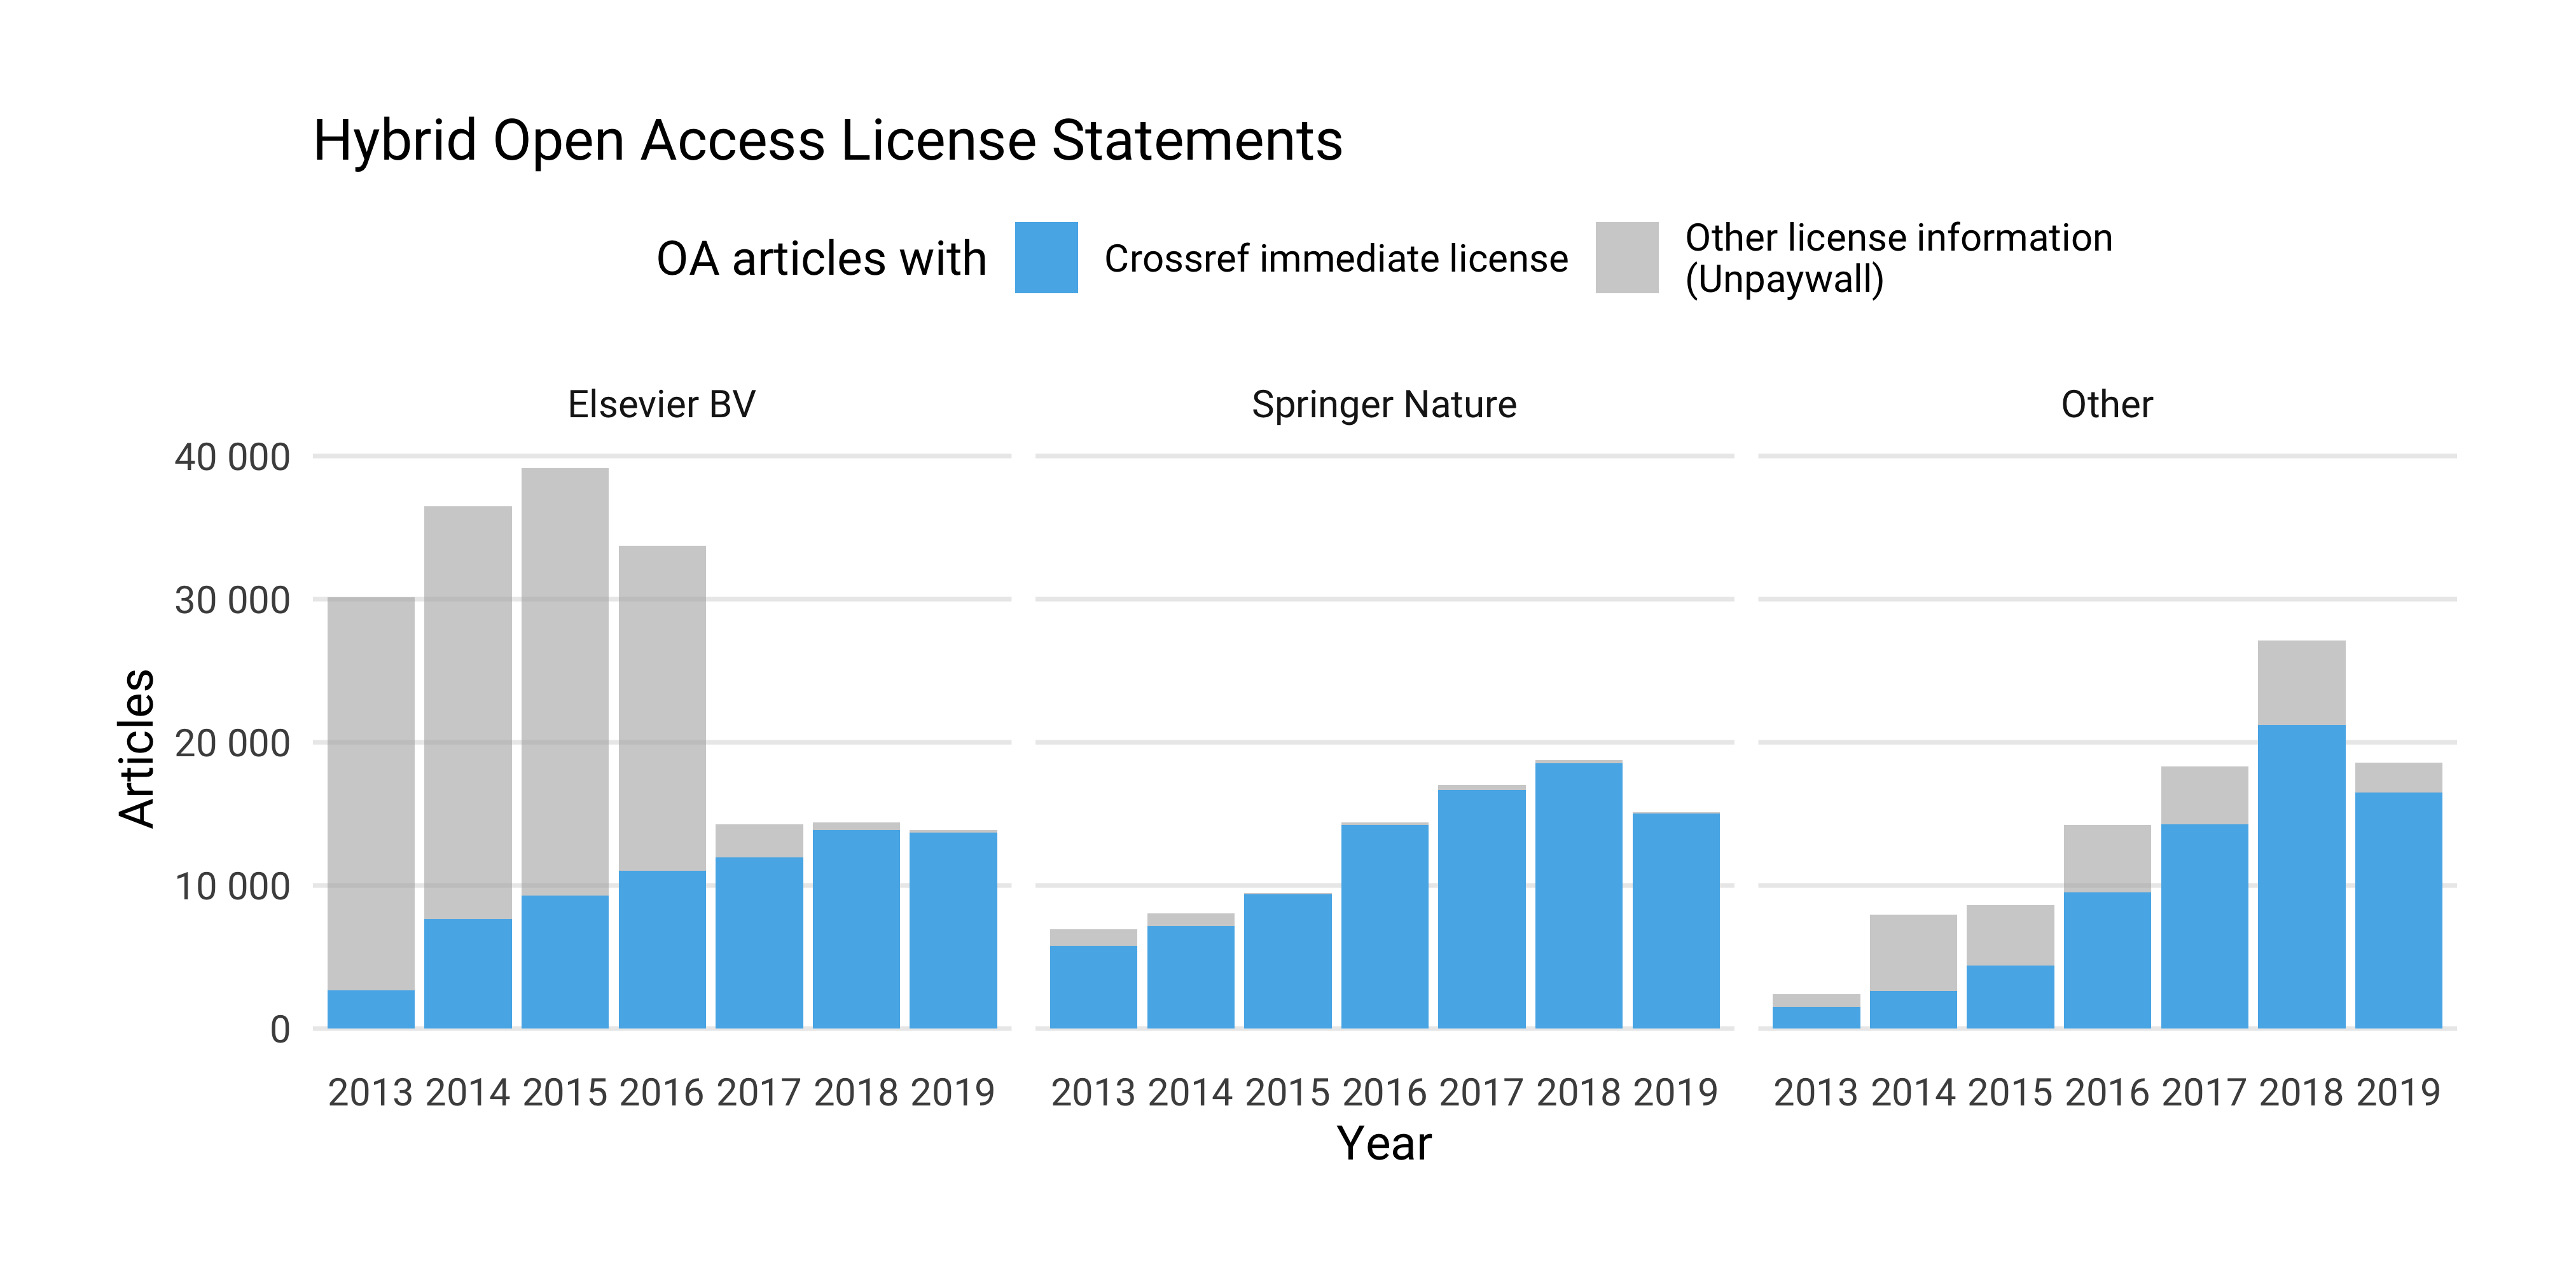 Hybrid Open Access License Statements
OA articles with
Crossref immediate license
Other license information
(Unpaywall)
Elsevier BV
Springer Nature
Other
40 000
30 000
20 000
10 000
0
Articles
2013 2014 2015 2016 2017 2018 2019
2013 2014 2015 2016 2017 2018 2019
2013 2014 2015 2016 2017 2018 2019
Year